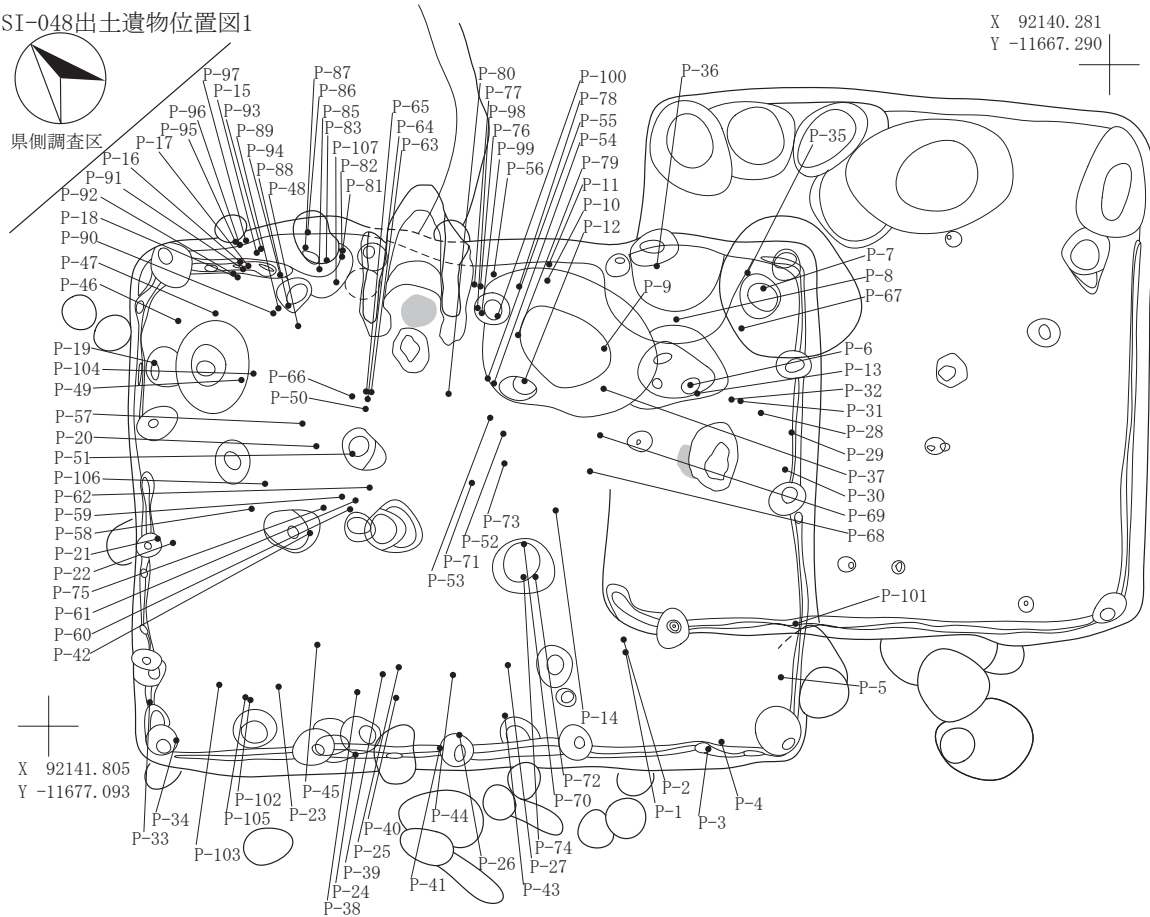 SI-048出土遺物位置図1
県側調査区
X 92140.281
Y -11667.290
P-97
P-15
P-96
P-93
P-95
P-89
P-17
P-94
P-16
P-88
P-91
P-48
P-92
P-18
P-90
P-47
P-46
P-87
P-86
P-85
P-83
P-107
P-82
P-81
P-65
P-64
P-63
P-80
P-77
P-98
P-76
P-99
P-56
P-100
P-78
P-55
P-54
P-79
P-11
P-10
P-12
P-36
P-35
P-7
P-8
P-67
P-9
P-19
P-104
P-49
P-66
P-50
P-57
P-20
P-51
P-106
P-62
P-59
P-58
P-21
P-22
P-75
P-61
P-60
P-42
P-6
P-13
P-32
P-31
P-28
P-29
P-37
P-30
P-69
P-68
P-73
P-52
P-71
P-53
P-101
P-5
P-14
P-72
P-70
P-2
P-1
P-4
P-3
X 92141.805
Y -11677.093
P-34
P-33
P-103
P-102
P-105
P-23
P-45
P-40
P-25
P-39
P-24
P-38
P-44
P-41
P-26
P-74
P-27
P-43